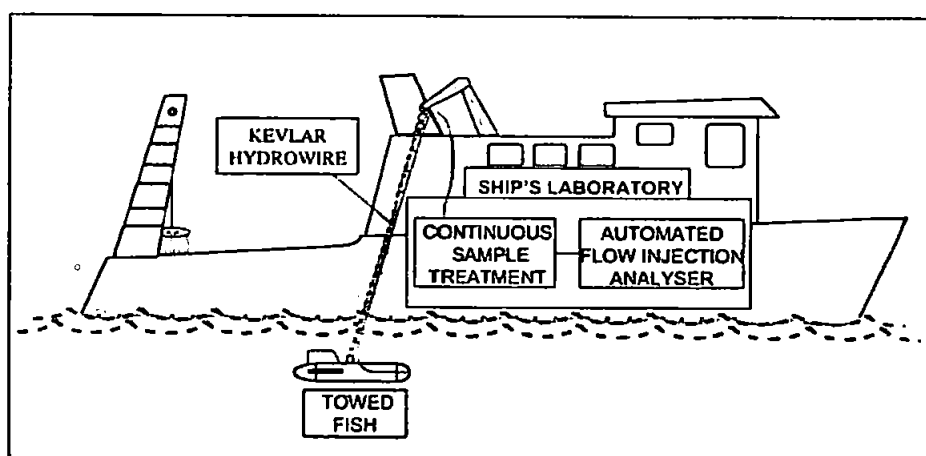 KEVLAR
HYDROWIRE
SHIP'S LABORATORY
CONTINUOUS
SAMPLE
TREATMENT
AUTOMATED
FLOW INJECTION
ANALYSER
TOWED
FISH